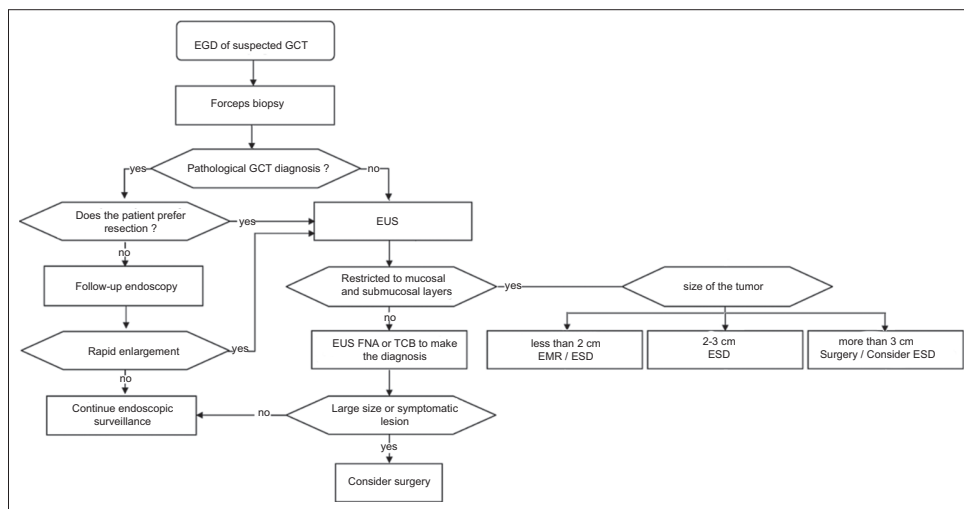 EGD of suspected GCT
Forceps biopsy
Pathological GCT diagnosis ?
yes
no
Does the patient prefer
resection ?
yes
EUS
no
Follow-up endoscopy
Restricted to mucosal
and submucosal layers
yes
size of the tumor
no
Rapid enlargement
yes
EUS FNA or TCB to make
the diagnosis
less than 2 cm
EMR / ESD
2-3 cm
ESD
more than 3 cm
Surgery / Consider ESD
no
Continue endoscopic
surveillance
no
Large size or symptomatic
lesion
yes
Consider surgery